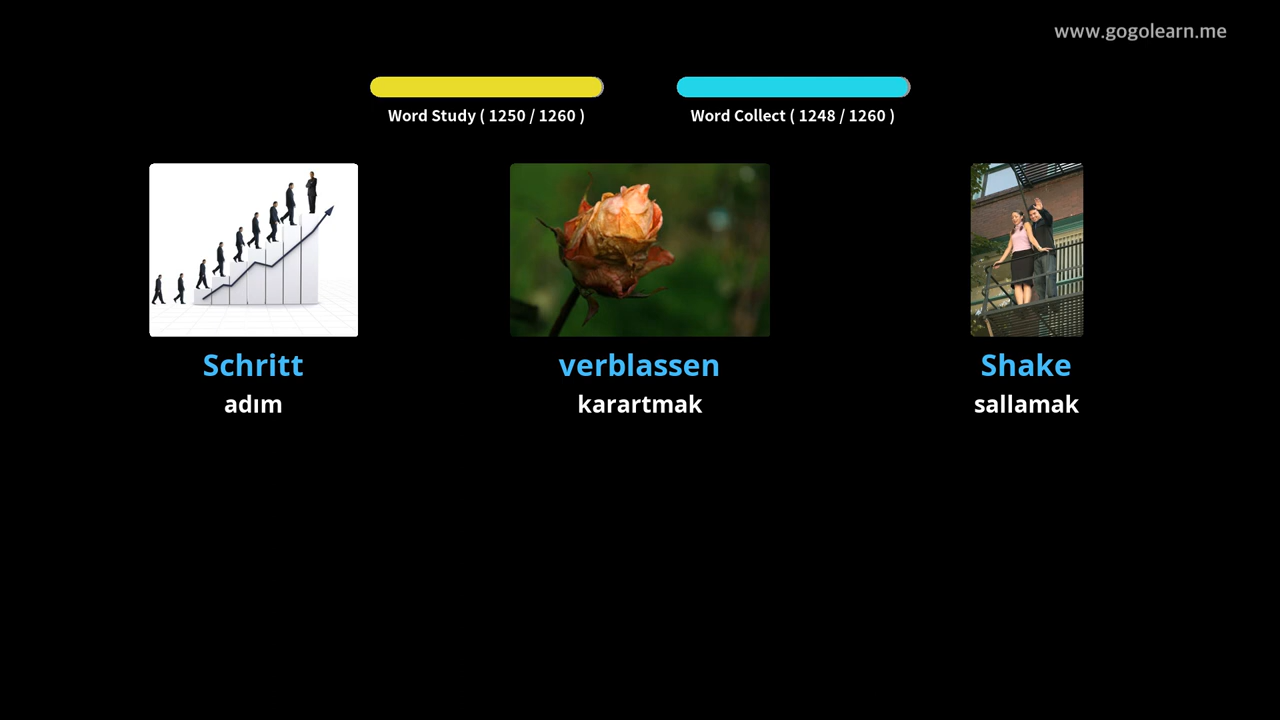 www.gogolearn.me
Word Study ( 1250 / 1260 )
Word Collect ( 1248 / 1260 )
Schritt
verblassen
Shake
adım
karartmak
sallamak